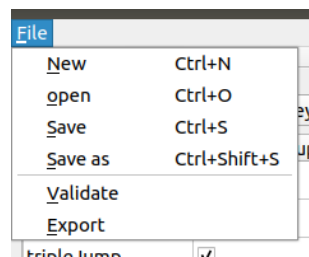 File
New Ctrl+N
open Ctrl+O
Save Ctrl+S
Save as Ctrl+Shift+S
Validate
Export
triple Jump